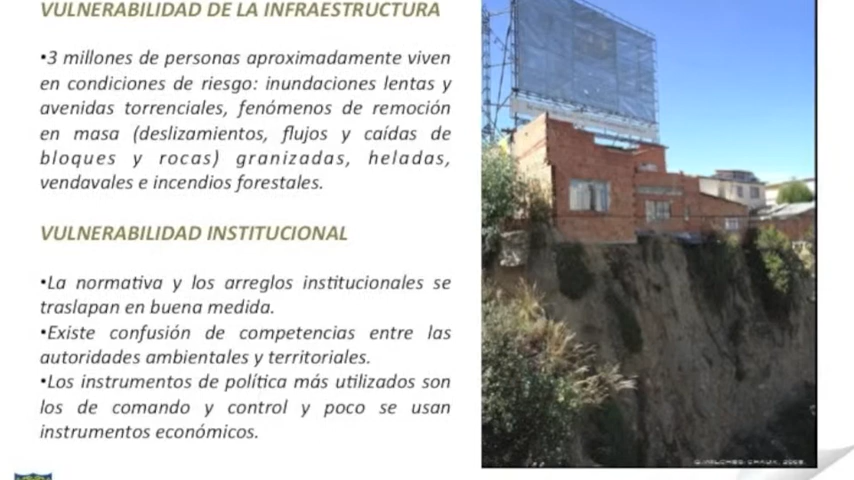 VULNERABILIDAD DE LA INFRAESTRUCTURA
•3 millones de personas aproximadamente viven
en condiciones de riesgo: inundaciones lentas y
avenidas torrenciales, fenómenos de remoción
en masa (deslizamientos, flujos y caídas de
bloques y rocas) granizadas, heladas,
vendavales e incendios forestales.
VULNERABILIDAD INSTITUCIONAL
•La normativa y los arreglos institucionales se
traslapan en buena medida.
•Existe confusión de competencias entre las
autoridades ambientales y territoriales.
•Los instrumentos de política más utilizados son
los de comando y control y poco se usan
instrumentos económicos.